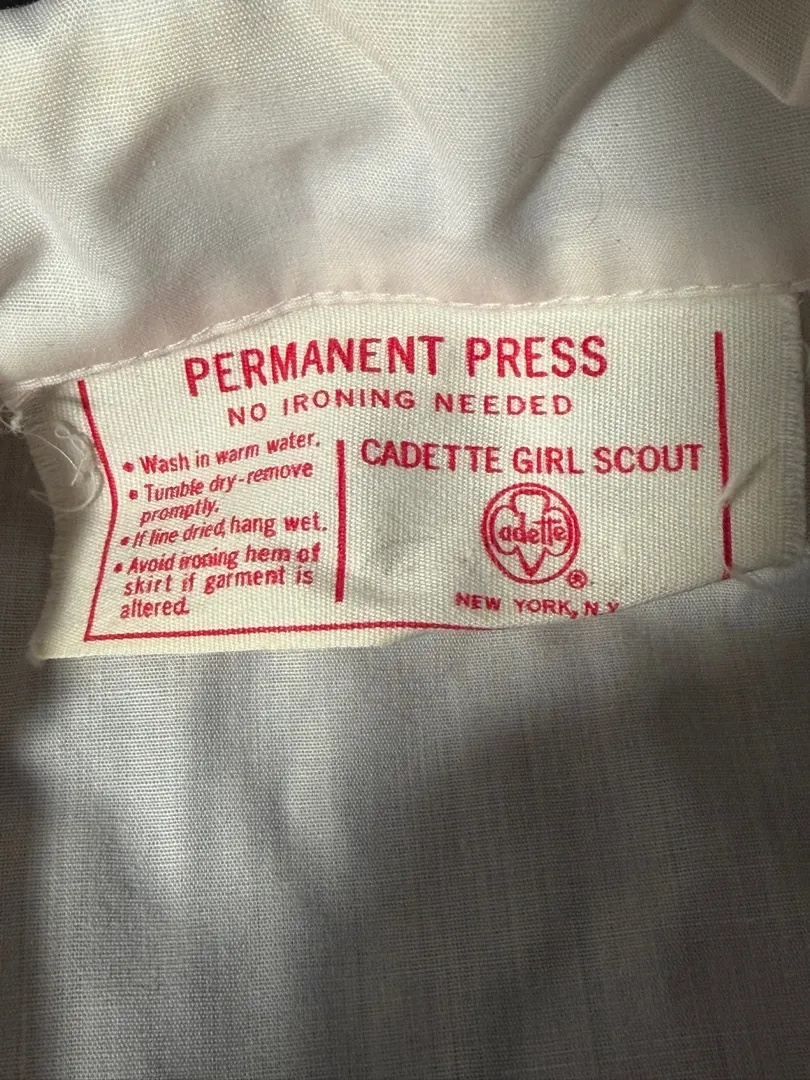 PERMANENT PRESS
NO IRONING NEEDED
• Wash in warm water.
• Tumble dry-remove
promptly.
• If line dried, hang wet.
• Avoid ironing hem of
skirt if garment is
altered.
CADETTE GIRL SCOUT
Cadette
®
NEW YORK, N.Y.